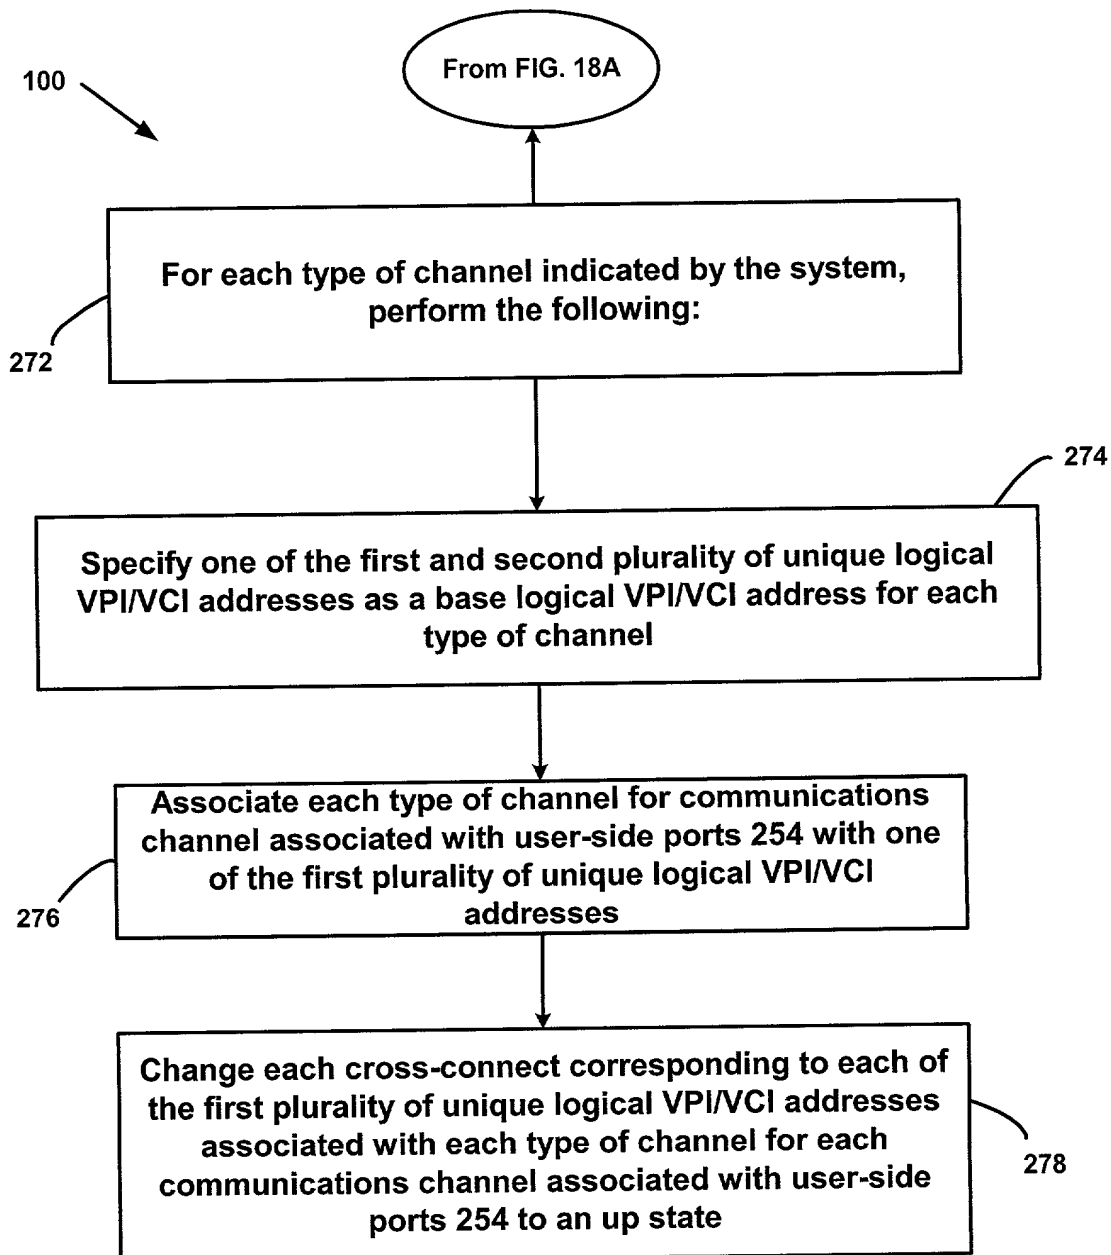 From FIG. 18A
100
For each type of channel indicated by the system,
perform the following:
272
274
Specify one of the first and second plurality of unique logical
VPI/VCI addresses as a base logical VPI/VCI address for each
type of channel
Associate each type of channel for communications
channel associated with user-side ports 254 with one
of the first plurality of unique logical VPI/VCI
addresses
276
Change each cross-connect corresponding to each of
the first plurality of unique logical VPI/VCI addresses
associated with each type of channel for each
communications channel associated with user-side
ports 254 to an up state
278